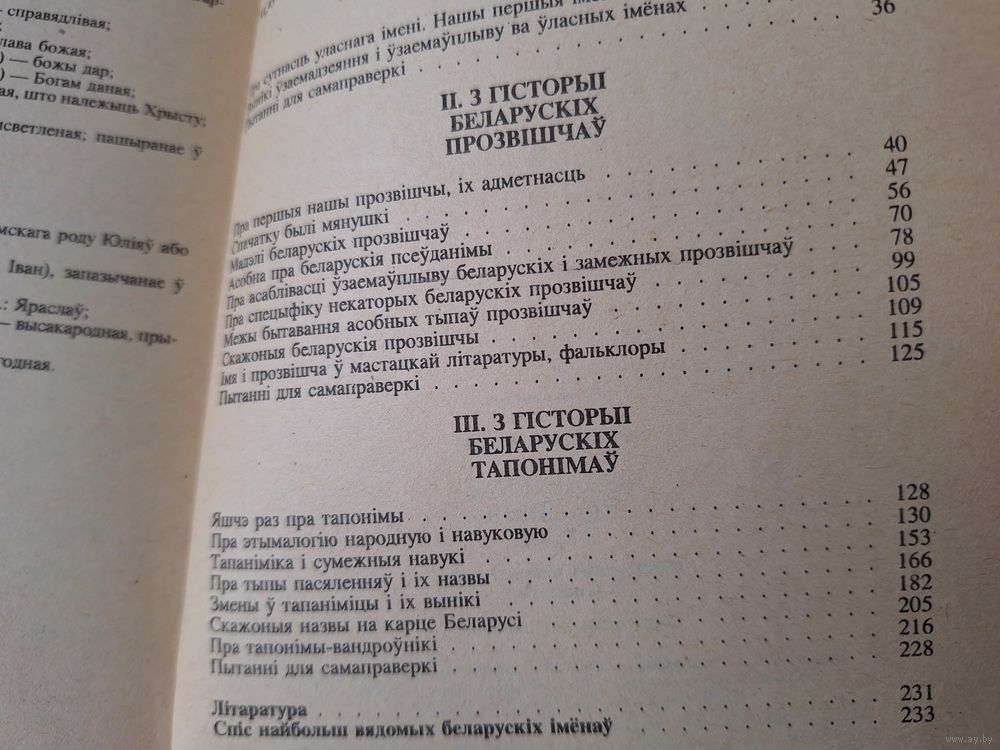 — справядлівая;
лава божая;
) — божы дар;
) — Богам даная;
ая, што належыць Хрысту;
светленая; пашыранае ў
мскага роду Юліяў або
Іван), запазычанае ў
.: Яраслаў;
— высакародная, пры-
годная.
сутнасць уласнага імені. Нашы першыя
ўзаемадзеяння і ўзаемаўплыву ва ўласных імёнах . . . 36
Пытанні для самаправеркі . . .
II. З ГІСТОРЫІ
БЕЛАРУСКІХ
ПРОЗВІШЧАЎ
Пра першыя нашы прозвішчы, іх адметнасць . . . 40
Спачатку былі мянушкі . . . 47
Мадэлі беларускіх прозвішчаў . . . 56
Асобна пра беларускія псеўданімы . . . 70
Пра асаблівасці ўзаемаўплыву беларускіх і замежных прозвішчаў . . . 78
Пра спецыфіку некаторых беларускіх прозвішчаў . . . 99
Межы бытавання асобных тыпаў прозвішчаў . . . 105
Скажоныя беларускія прозвішчы . . . 109
Імя і прозвішча ў мастацкай літаратуры, фальклоры . . . 115
Пытанні для самаправеркі . . . 125
III. З ГІСТОРЫІ
БЕЛАРУСКІХ
ТАПОНІМАЎ
Яшчэ раз пра тапонімы . . . 128
Пра этымалогію народную і навуковую . . . 130
Тапаніміка і сумежныя навукі . . . 153
Пра тыпы пасяленняў і іх назвы . . . 166
Змены ў тапаніміцы і іх вынікі . . . 182
Скажоныя назвы на карце Беларусі . . . 205
Пра тапонімы-вандроўнікі . . . 216
Пытанні для самаправеркі . . . 228
Літаратура . . . 231
Спіс найбольш вядомых беларускіх імёнаў . . . 233
www.ay.by